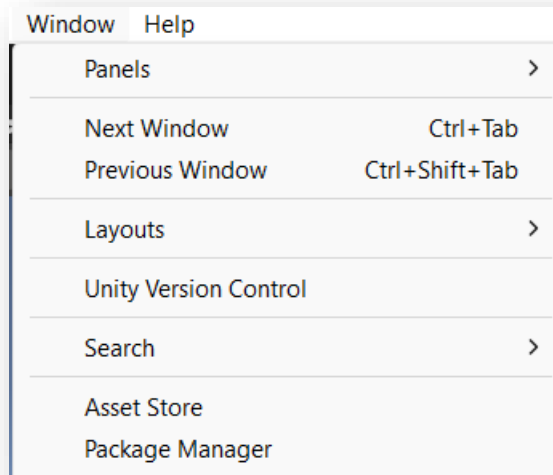 Window Help
Panels
Next Window Ctrl+Tab
Previous Window Ctrl+Shift+Tab
Layouts
Unity Version Control
Search
Asset Store
Package Manager